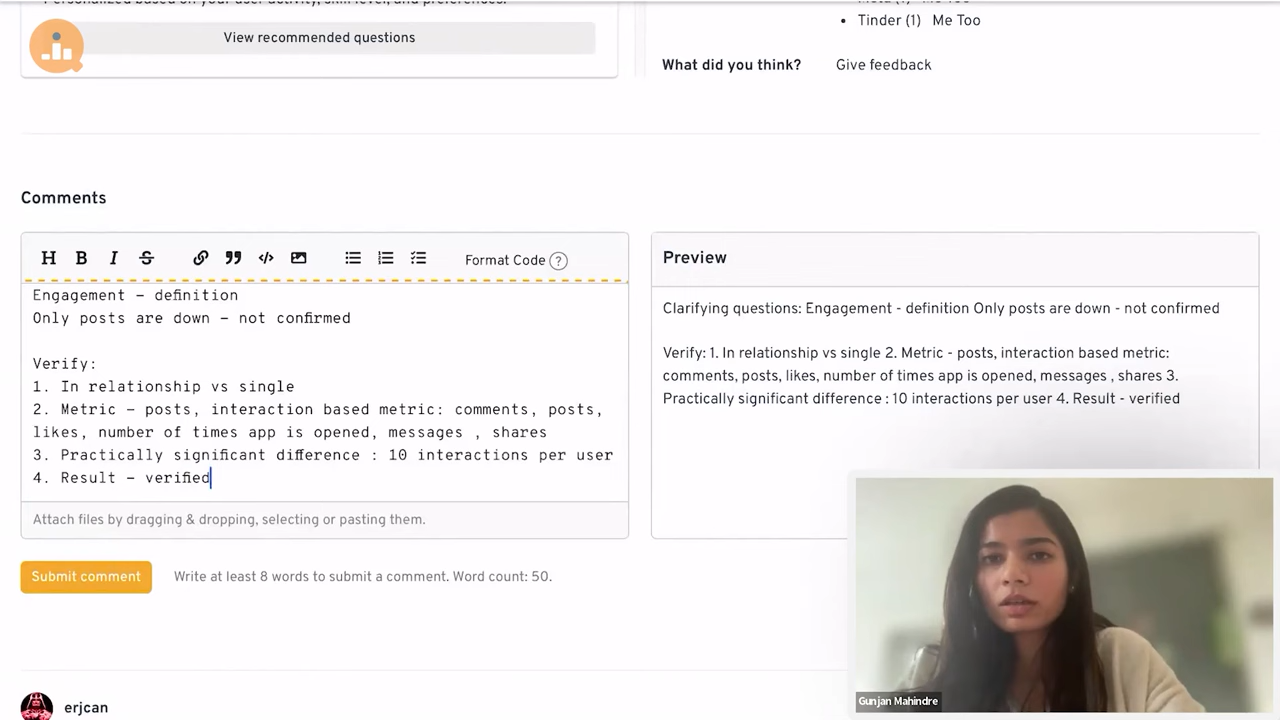 View recommended questions
Tinder (1) Me Too
What did you think? Give feedback
Comments
H B I S
Format Code ?
Engagement - definition
Only posts are down - not confirmed
Verify:
1. In relationship vs single
2. Metric - posts, interaction based metric: comments, posts,
likes, number of times app is opened, messages , shares
3. Practically significant difference : 10 interactions per user
4. Result - verified
Attach files by dragging & dropping, selecting or pasting them.
Preview
Clarifying questions: Engagement - definition Only posts are down - not confirmed
Verify: 1. In relationship vs single 2. Metric - posts, interaction based metric:
comments, posts, likes, number of times app is opened, messages , shares 3.
Practically significant difference : 10 interactions per user 4. Result - verified
Submit comment
Write at least 8 words to submit a comment. Word count: 50.
erjcan
Gunjan Mahindre